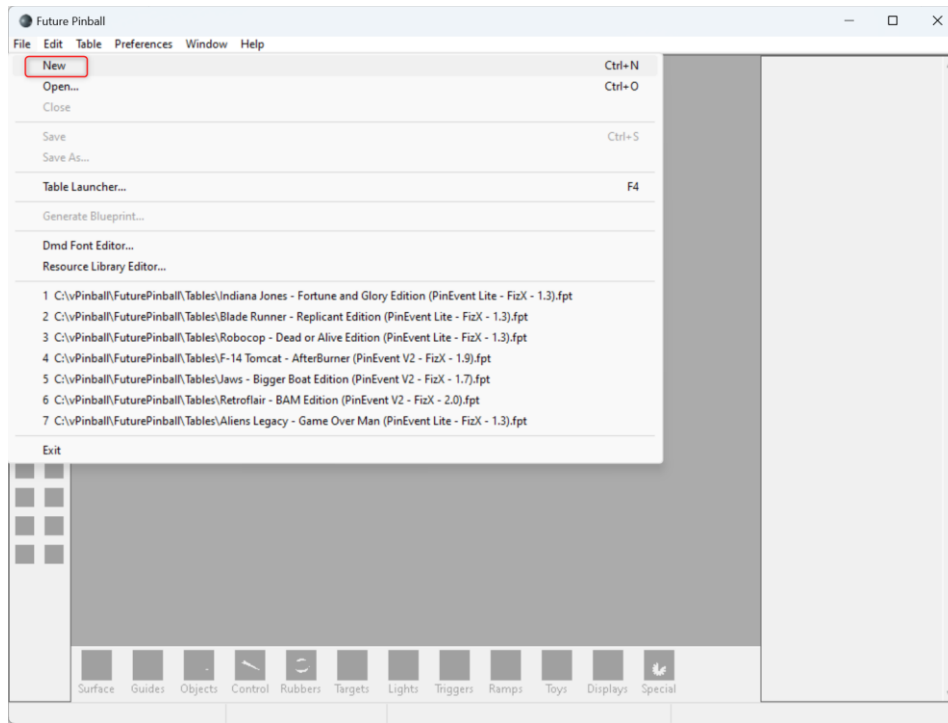 Future Pinball
File Edit Table Preferences Window Help
New Ctrl+N
Open... Ctrl+O
Close
Save Ctrl+S
Save As...
Table Launcher... F4
Generate Blueprint...
Dmd Font Editor...
Resource Library Editor...
1 C:\vPinball\FuturePinball\Tables\Indiana Jones - Fortune and Glory Edition (PinEvent Lite - FizX - 1.3).fpt
2 C:\vPinball\FuturePinball\Tables\Blade Runner - Replicant Edition (PinEvent Lite - FizX - 1.3).fpt
3 C:\vPinball\FuturePinball\Tables\Robocop - Dead or Alive Edition (PinEvent Lite - FizX - 1.3).fpt
4 C:\vPinball\FuturePinball\Tables\F-14 Tomcat - AfterBurner (PinEvent V2 - FizX - 1.9).fpt
5 C:\vPinball\FuturePinball\Tables\Jaws - Bigger Boat Edition (PinEvent V2 - FizX - 1.7).fpt
6 C:\vPinball\FuturePinball\Tables\Retroflair - BAM Edition (PinEvent V2 - FizX - 2.0).fpt
7 C:\vPinball\FuturePinball\Tables\Aliens Legacy - Game Over Man (PinEvent Lite - FizX - 1.3).fpt
Exit
Surface Guides Objects Control Rubbers Targets Lights Triggers Ramps Toys Displays Special